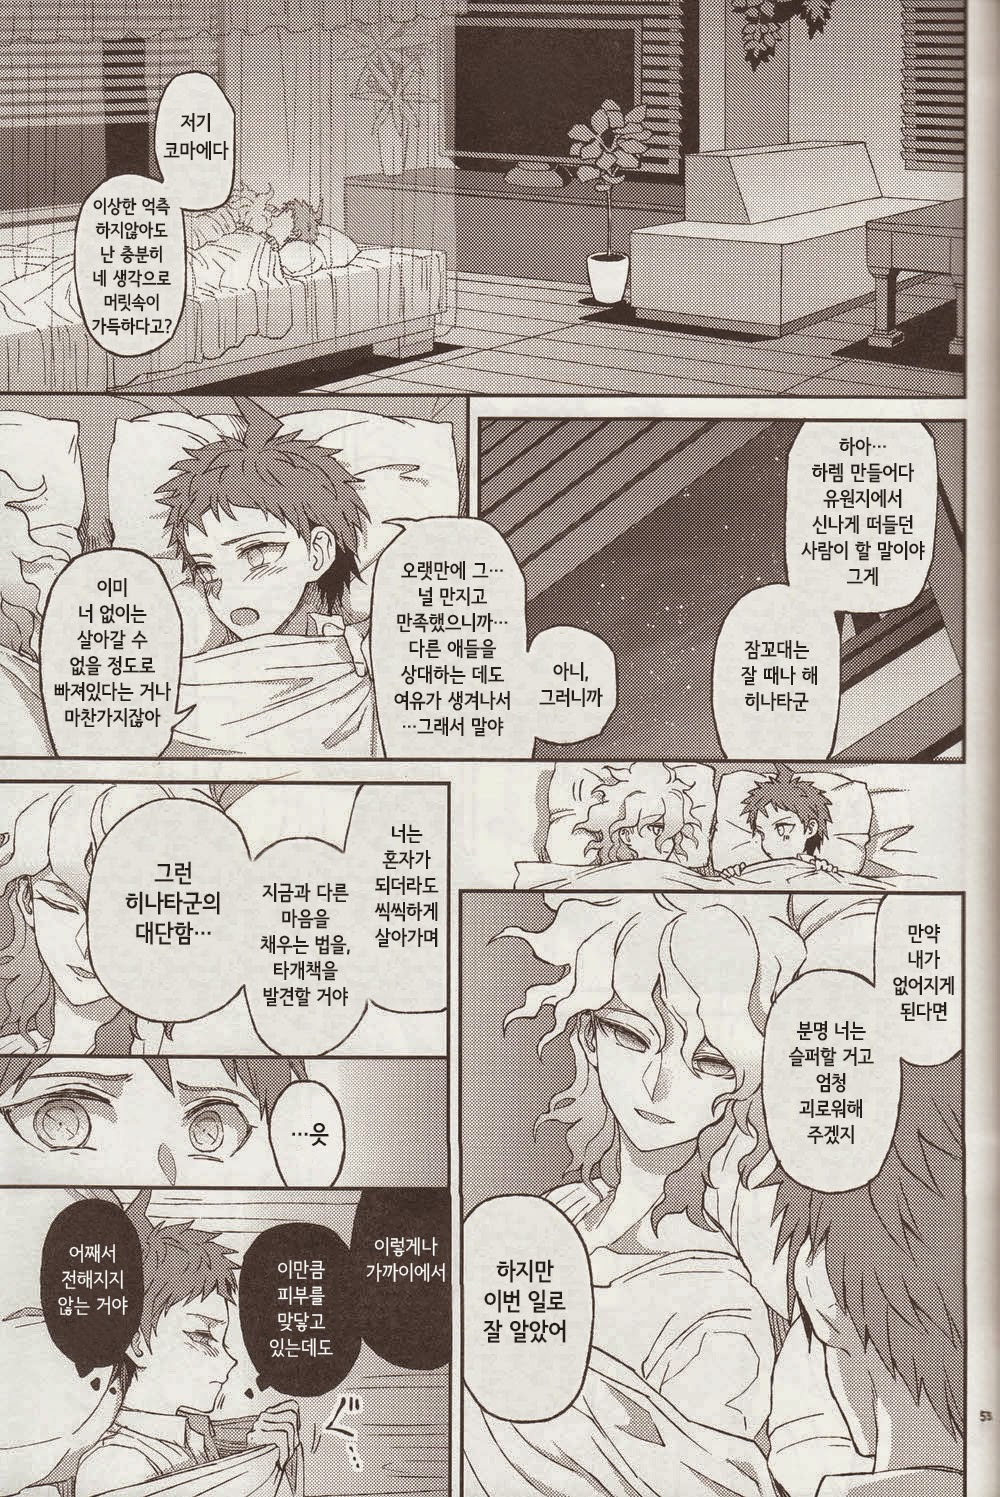 저기
코마에다
이상한 억측
하지않아도
난 충분히
네 생각으로
머릿속이
가득하다고?
하아…
하렘 만들어다
유원지에서
신나게 떠들던
사람이 할 말이야
그게
잠꼬대는
잘 때나 해
히나타군
아니,
그러니까
오랫만에 그…
널 만지고
만족했으니까…
다른 애들을
상대하는 데도
여유가 생겨나서
…그래서 말야
이미
너 없이는
살아갈 수
없을 정도로
빠져있다는 거나
마찬가지잖아
만약
내가
없어지게
된다면
분명 너는
슬퍼할 거고
엄청
괴로워해
주겠지
하지만
이번 일로
잘 알았어
너는
혼자가
되더라도
씩씩하게
살아가며
지금과 다른
마음을
채우는 법을,
타개책을
발견할 거야
그런
히나타군의
대단함…
…읏
이렇게나
가까이에서
이만큼
피부를
맞닿고
있는데도
어째서
전해지지
않는 거야
ぐ…
53